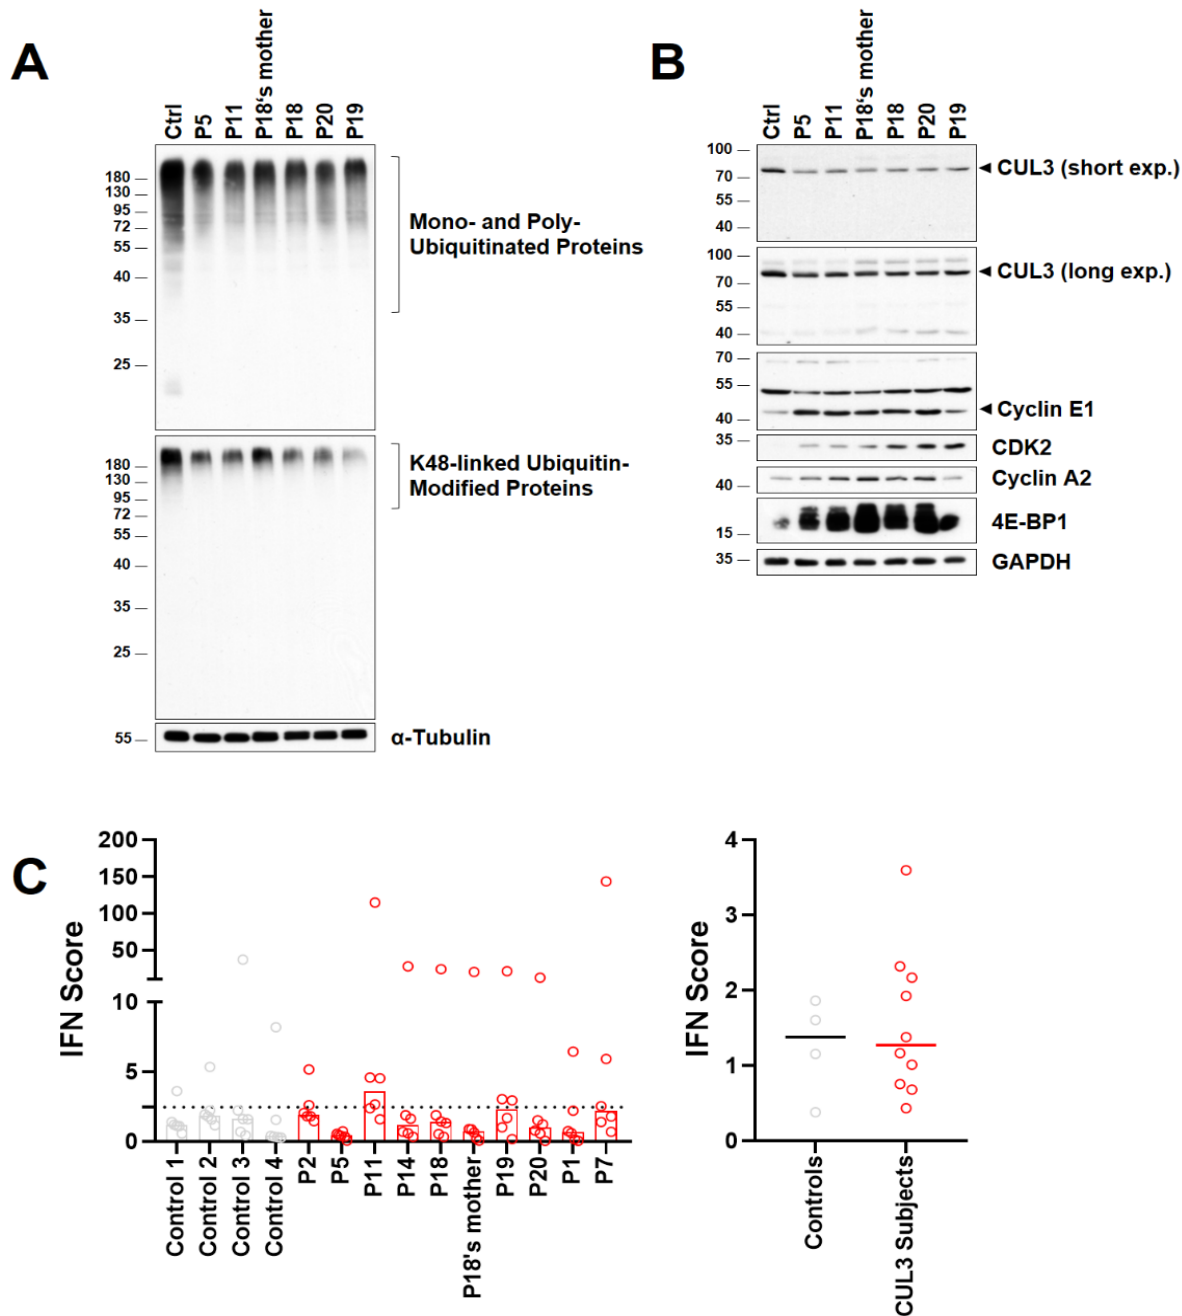 A
Ctrl
P5
P11
P18's mother
P18
P20
P19
180
130
95
72
55
40
35
25
Mono- and Poly-
Ubiquitinated Proteins
180
130
95
72
55
40
35
25
K48-linked Ubiquitin-
Modified Proteins
55
α-Tubulin
B
Ctrl
P5
P11
P18's mother
P18
P20
P19
100
70
55
40
CUL3 (short exp.)
100
70
55
40
CUL3 (long exp.)
70
55
40
Cyclin E1
35
CDK2
40
Cyclin A2
15
4E-BP1
35
GAPDH
C
IFN Score
200
150
100
50
10
5
0
Control 1
Control 2
Control 3
Control 4
P2
P5
P11
P14
P18
P18's mother
P19
P20
P1
P7
IFN Score
4
3
2
1
0
Controls
CUL3 Subjects